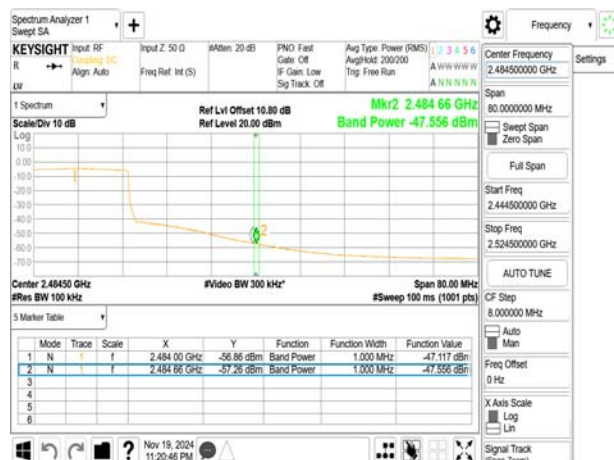 Spectrum Analyzer 1
Swept SA
+
Frequency
KEYSIGHT Input: RF Input Z: 50 Ω #Atten: 20 dB PNO: Fast Avg Type: Power (RMS) 1 2 3 4 5 6
R Coupling: DC Gate: Off Avg|Hold: 200/200 A W W W W W
Align: Auto Freq Ref: Int (S) IF Gain: Low Trig: Free Run
Sig Track: Off A N N N N N
Center Frequency
2.484500000 GHz
Settings
Span
80.0000000 MHz
Swept Span
Zero Span
Full Span
Start Freq
2.444500000 GHz
Stop Freq
2.524500000 GHz
AUTO TUNE
CF Step
8.000000 MHz
Auto
Man
Freq Offset
0 Hz
X Axis Scale
Log
Lin
Signal Track
1 Spectrum
Ref Lvl Offset 10.80 dB Mkr2 2.484 66 GHz
Scale/Div 10 dB Ref Level 20.00 dBm Band Power -47.556 dBm
Log
10.0
0.00
-10.0
-20.0
-30.0
-40.0
-50.0
-60.0
-70.0
2
Center 2.48450 GHz #Video BW 300 kHz* Span 80.00 MHz
#Res BW 100 kHz #Sweep 100 ms (1001 pts)
5 Marker Table
Mode Trace Scale X Y Function Function Width Function Value
1 N 1 f 2.484 00 GHz -56.86 dBm Band Power 1.000 MHz -47.117 dBm
2 N 1 f 2.484 66 GHz -57.26 dBm Band Power 1.000 MHz -47.556 dBm
3
4
5
6
? Nov 19, 2024
11:20:46 PM